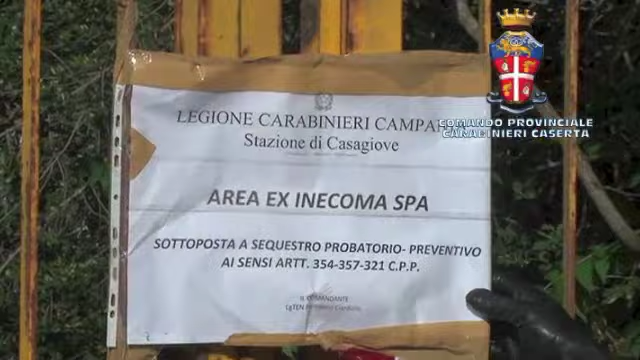 LEGIONE CARABINIERI CAMPA
Stazione di Casagiove
AREA EX INECOMA SPA
SOTTOPOSTA A SEQUESTRO PROBATORIO- PREVENTIVO
AI SENSI ARTT. 354-357-321 C.P.P.
IL COMANDANTE
COMANDO PROVINCIALE
CARABINIERI CASERTA